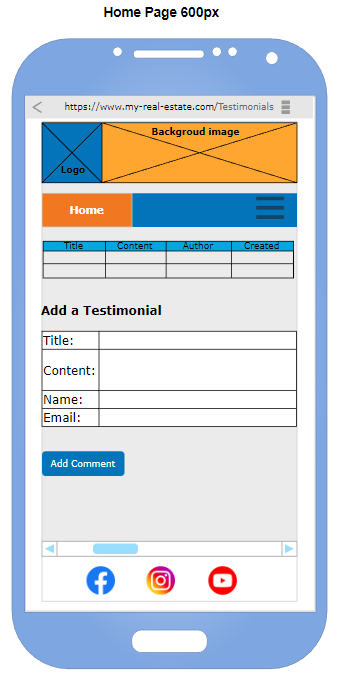 Home Page 600px
https://www.my-real-estate.com/Testimonials
Backgroud image
Logo
Home
Title Content Author Created
Add a Testimonial
Title:
Content:
Name:
Email:
Add Comment